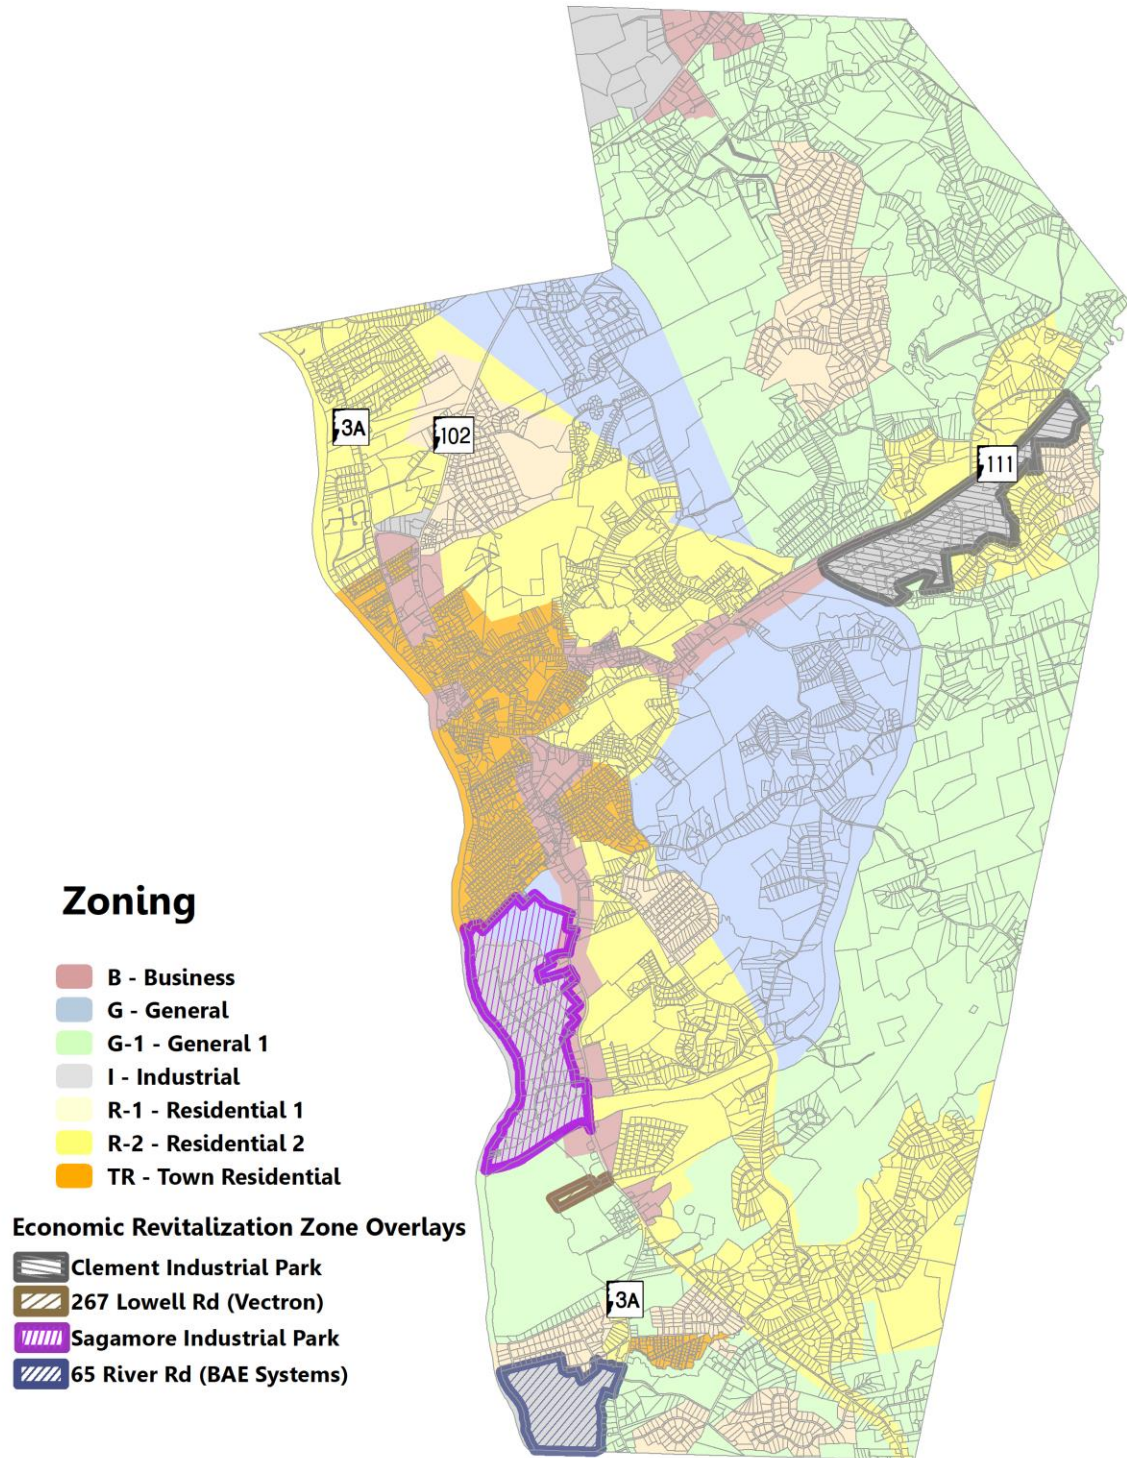 3A
102
111
Zoning
B - Business
G - General
G-1 - General 1
I - Industrial
R-1 - Residential 1
R-2 - Residential 2
TR - Town Residential
Economic Revitalization Zone Overlays
Clement Industrial Park
267 Lowell Rd (Vectron)
3A
Sagamore Industrial Park
65 River Rd (BAE Systems)